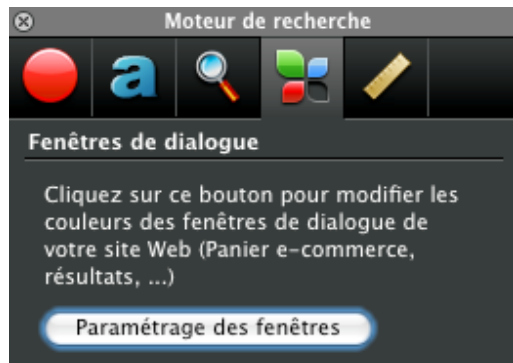 Moteur de recherche
a
Fenêtres de dialogue
Cliquez sur ce bouton pour modifier les
couleurs des fenêtres de dialogue de
votre site Web (Panier e-commerce,
résultats, ...)
Paramétrage des fenêtres